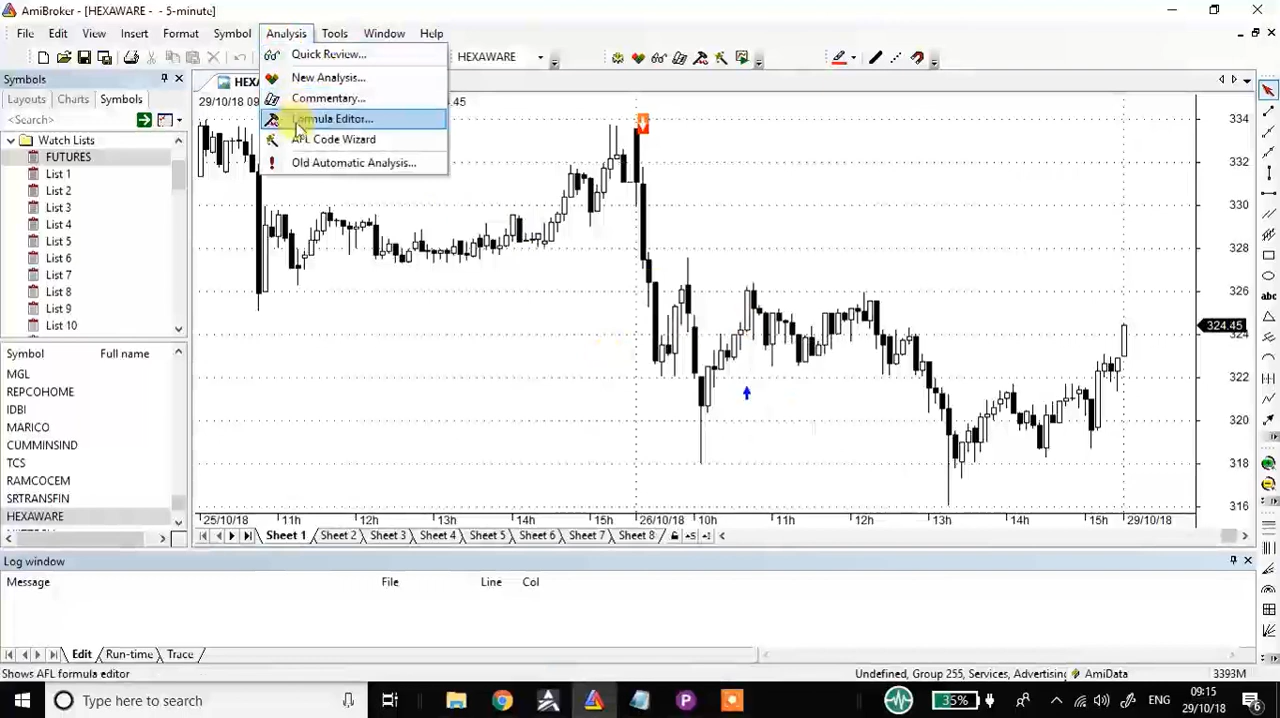 AmiBroker - [HEXAWARE - - 5-minute]
File Edit View Insert Format Symbol Analysis Tools Window Help
Quick Review...
New Analysis...
Commentary...
Formula Editor...
AFL Code Wizard
Old Automatic Analysis...
HEXAWARE
Symbols
Layouts Charts Symbols
<Search>
Watch Lists
FUTURES
List 1
List 2
List 3
List 4
List 5
List 6
List 7
List 8
List 9
List 10
Symbol Full name
MGL
REPCOHOME
IDBI
MARICO
CUMMINSIND
TCS
RAMCOCEM
SRTRANSFIN
HEXAWARE
HEX
29/10/18
.45
334
332
330
328
326
324.45
322
320
318
316
25/10/18 11h 12h 13h 14h 15h 26/10/18 10h 11h 12h 13h 14h 15h 29/10/18
Sheet 1 Sheet 2 Sheet 3 Sheet 4 Sheet 5 Sheet 6 Sheet 7 Sheet 8
abc
Log window
Message File Line Col
Edit Run-time Trace
Shows AFL formula editor
Undefined, Group 255, Services, Advertising
AmiData
3393M
Type here to search
35%
ENG
09:15
29/10/18
6